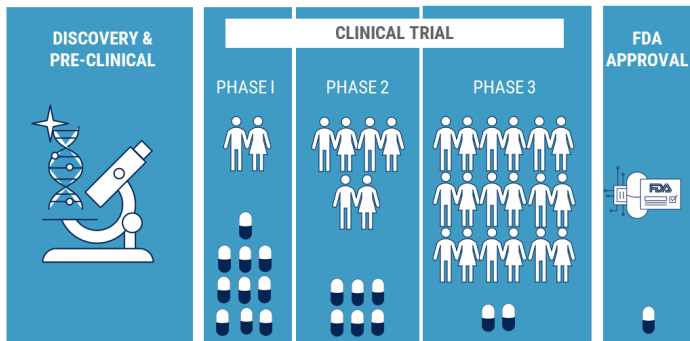 DISCOVERY &
PRE-CLINICAL
CLINICAL TRIAL
PHASE I
PHASE 2
PHASE 3
FDA
APPROVAL
FDA